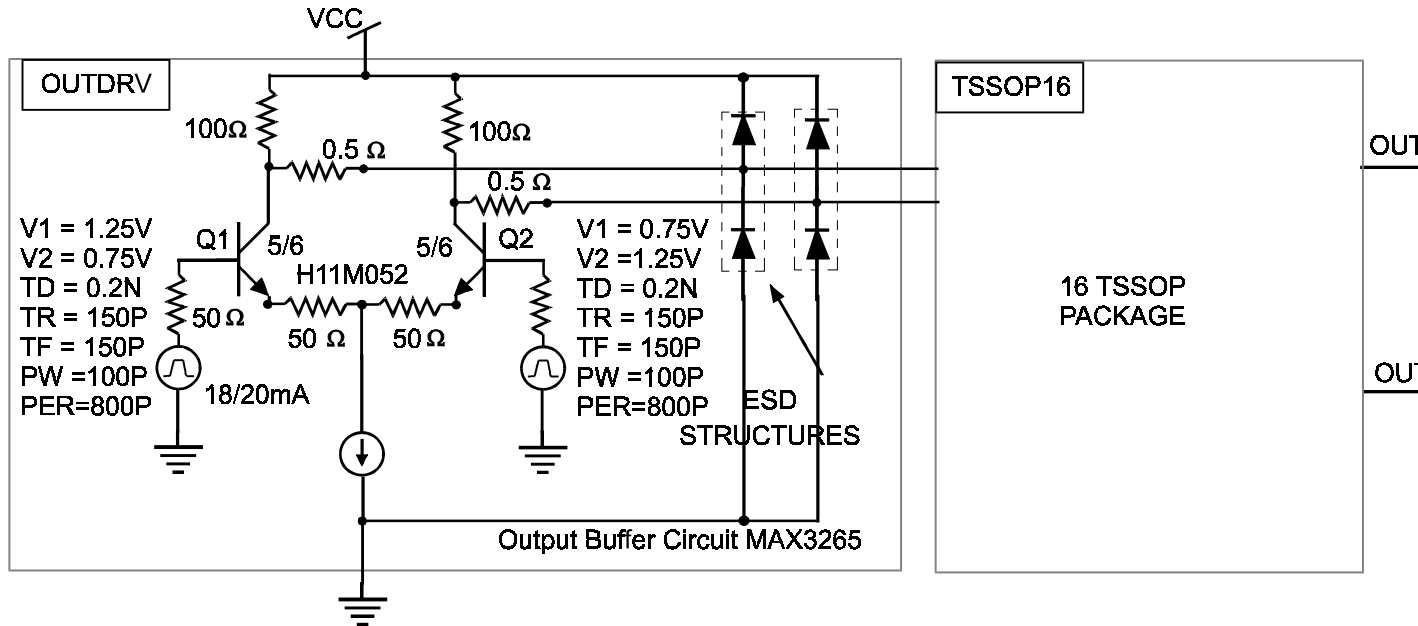 VCC
OUTDRV
TSSOP16
100Ω
100Ω
0.5 Ω
0.5 Ω
OUT
V1 = 1.25V
V2 = 0.75V
TD = 0.2N
TR = 150P
TF = 150P
PW =100P
PER=800P
Q1
5/6
5/6
Q2
H11M052
50 Ω
50 Ω
50 Ω
18/20mA
V1 = 0.75V
V2 =1.25V
TD = 0.2N
TR = 150P
TF = 150P
PW =100P
PER=800P
ESD
STRUCTURES
16 TSSOP
PACKAGE
OUT
Output Buffer Circuit MAX3265